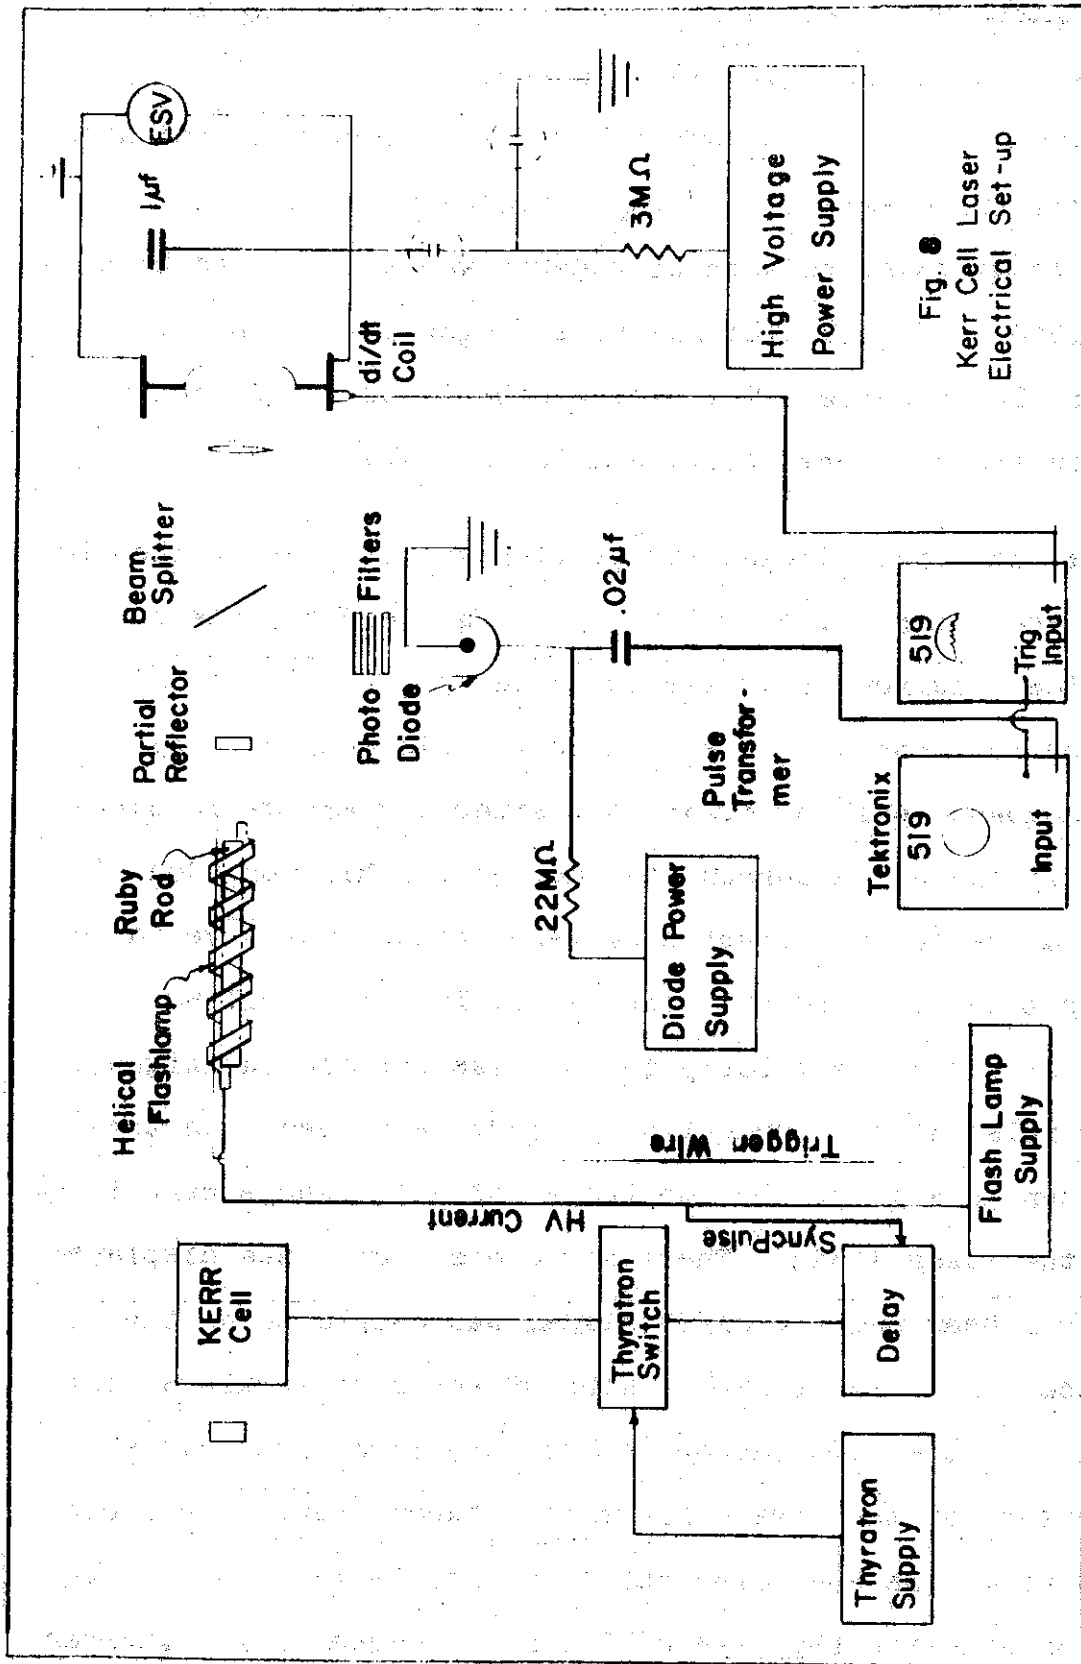 KERR
Cell
Helical
Flashlamp
Ruby
Rod
Partial
Reflector
Beam
Splitter
1μf
ESV
Photo
Diode
Filters
di/dt
Coil
3MΩ
22MΩ
.02μf
HV Current
Trigger Wire
SyncPulse
Thyratron
Switch
Diode Power
Supply
Pulse
Transfor-
mer
High Voltage
Power Supply
Thyratron
Supply
Delay
Flash Lamp
Supply
Tektronix
519
Input
519
Trig
Input
Fig. 8
Kerr Cell Laser
Electrical Set-up